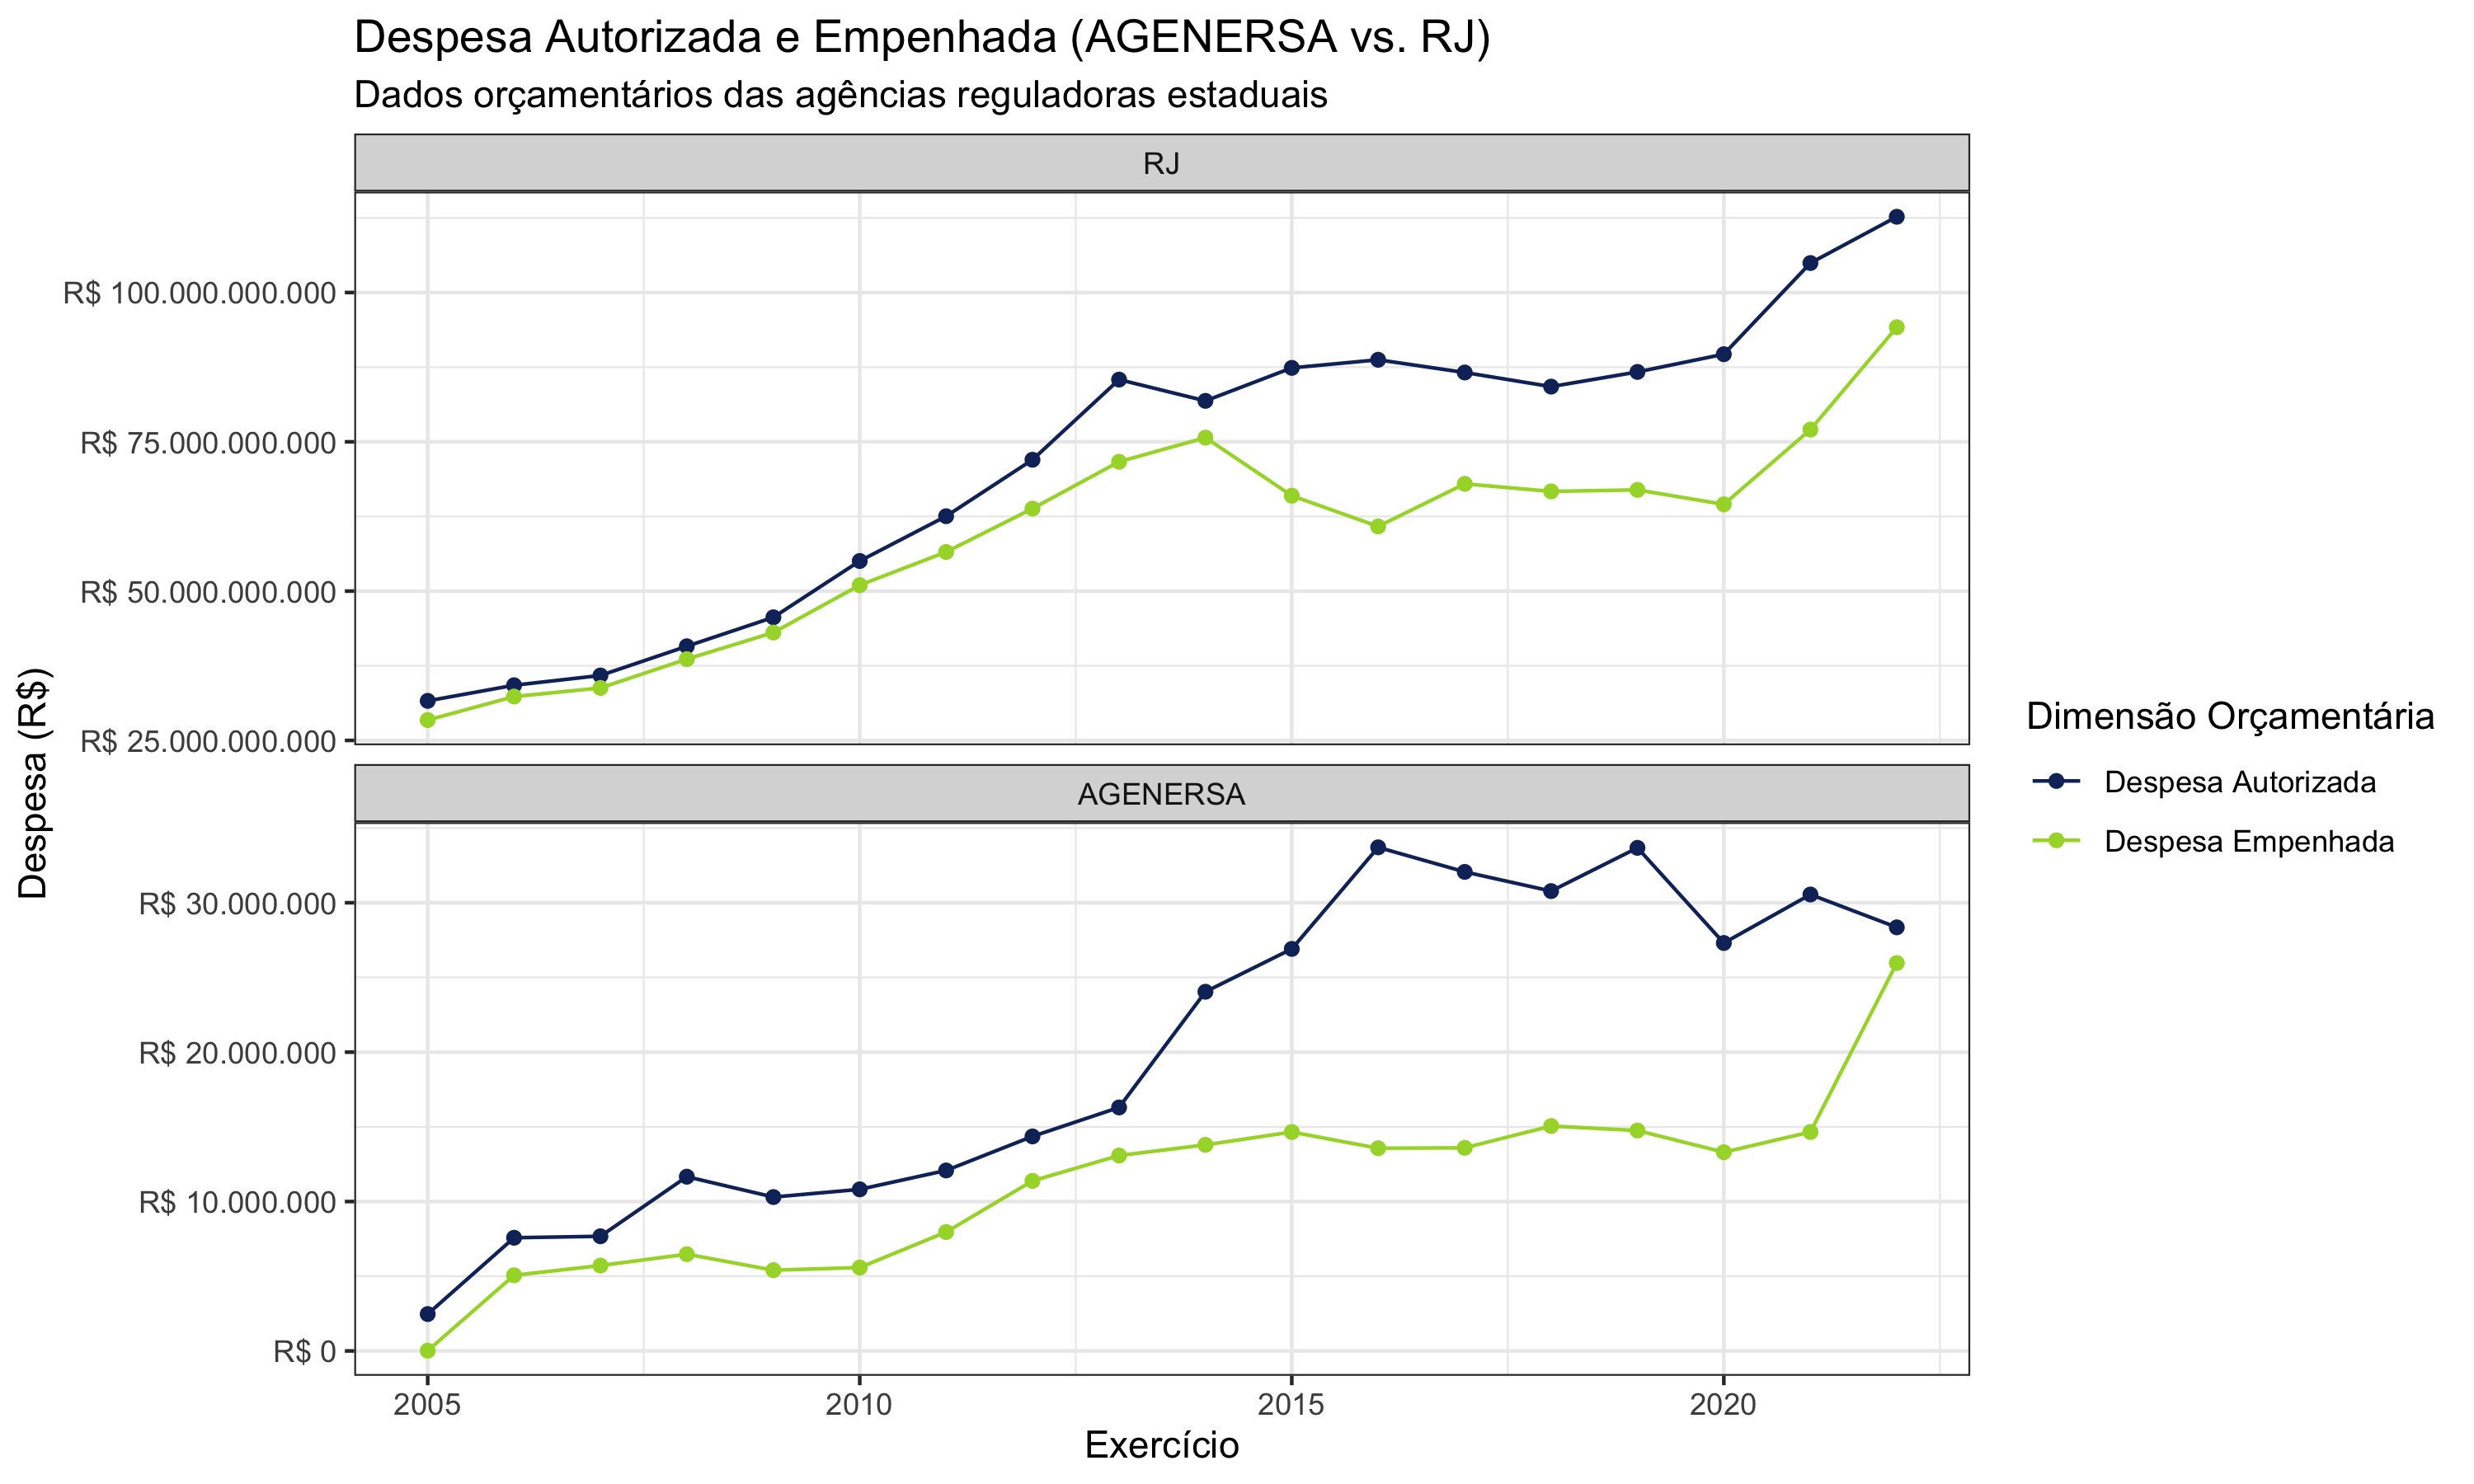 Despesa Autorizada e Empenhada (AGENERSA vs. RJ)
Dados orçamentários das agências reguladoras estaduais
RJ
R$ 100.000.000.000
R$ 75.000.000.000
R$ 50.000.000.000
R$ 25.000.000.000
AGENERSA
R$ 30.000.000
R$ 20.000.000
R$ 10.000.000
R$ 0
2005 2010 2015 2020
Exercício
Despesa (R$)
Dimensão Orçamentária
Despesa Autorizada
Despesa Empenhada